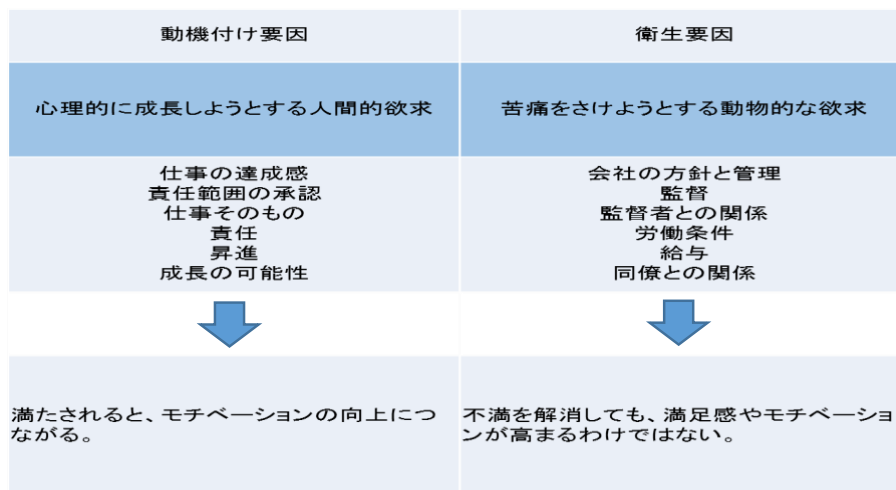 動機付け要因
衛生要因
心理的に成長しようとする人間的欲求
苦痛をさけようとする動物的な欲求
仕事の達成感
責任範囲の承認
仕事そのもの
責任
昇進
成長の可能性
会社の方針と管理
監督
監督者との関係
労働条件
給与
同僚との関係
満たされると、モチベーションの向上につ
ながる。
不満を解消しても、満足感やモチベーショ
ンが高まるわけではない。